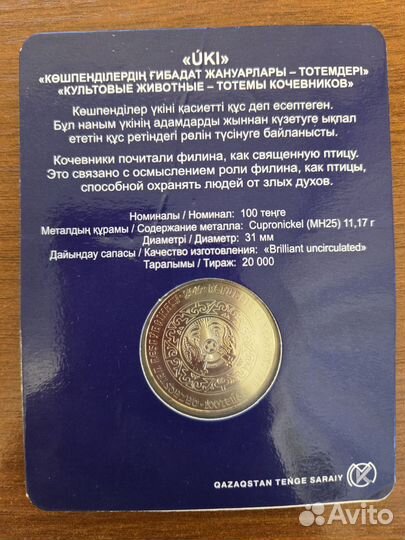 «ÚKI»
«КӨШПЕНДІЛЕРДІҢ ҒИБАДАТ ЖАНУАРЛАРЫ – ТОТЕМДЕРІ»
«КУЛЬТОВЫЕ ЖИВОТНЫЕ – ТОТЕМЫ КОЧЕВНИКОВ»
Көшпенділер үкіні қасиетті құс деп есептеген.
Бұл наным үкінің адамдарды жыннан күзетуге ықпал
ететін құс ретіндегі рөлін түсінуге байланысты.
Кочевники почитали филина, как священную птицу.
Это связано с осмыслением роли филина, как птицы,
способной охранять людей от злых духов.
Номиналы / Номинал: 100 теңге
Металдың құрамы / Содержание металла: Cupronickel (МН25) 11,17 г
Диаметрі / Диаметр: 31 мм
Дайындау сапасы / Качество изготовления: «Brilliant uncirculated»
Таралымы / Тираж: 20 000
QAZAQSTAN TEŃGE SARAIY
Avito